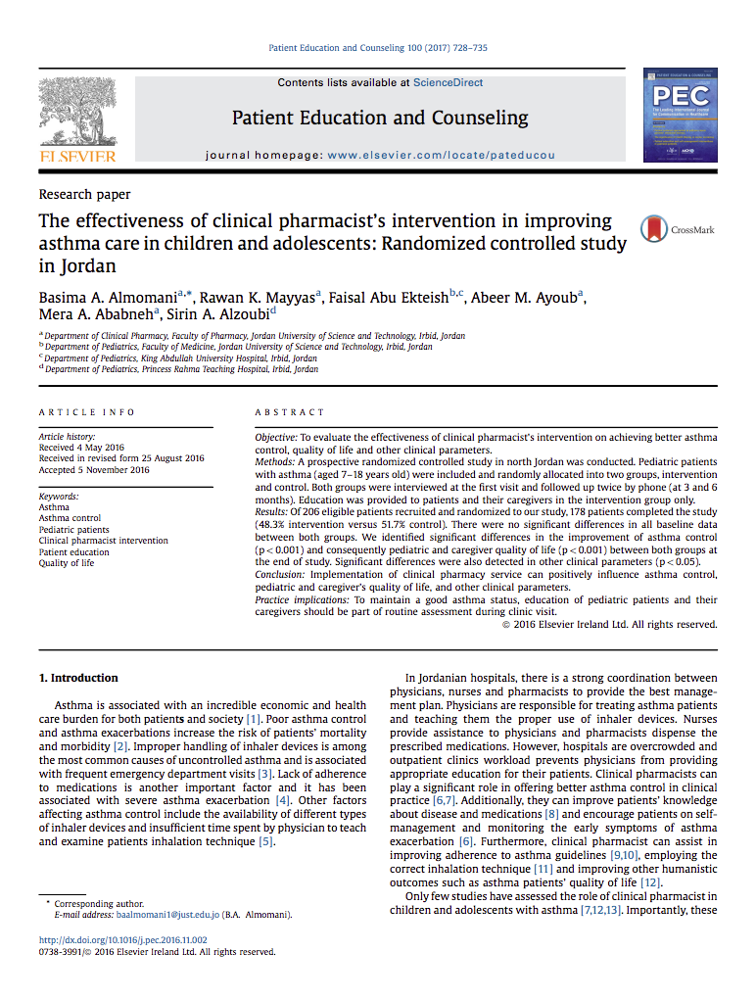 Patient Education and Counseling 100 (2017) 728–735
Contents lists available at ScienceDirect
Patient Education and Counseling
journal homepage: www.elsevier.com/locate/pateducou
ELSEVIER
PATIENT EDUCATION & COUNSELING
PEC
Research paper
The effectiveness of clinical pharmacist's intervention in improving
asthma care in children and adolescents: Randomized controlled study
in Jordan
CrossMark
Basima A. Almomania,*, Rawan K. Mayyasa, Faisal Abu Ekteishb,c, Abeer M. Ayouba,
Mera A. Ababneha, Sirin A. Alzoubid
a Department of Clinical Pharmacy, Faculty of Pharmacy, Jordan University of Science and Technology, Irbid, Jordan
b Department of Pediatrics, Faculty of Medicine, Jordan University of Science and Technology, Irbid, Jordan
c Department of Pediatrics, King Abdullah University Hospital, Irbid, Jordan
d Department of Pediatrics, Princess Rahma Teaching Hospital, Irbid, Jordan
ARTICLE INFO
Article history:
Received 4 May 2016
Received in revised form 25 August 2016
Accepted 5 November 2016
Keywords:
Asthma
Asthma control
Pediatric patients
Clinical pharmacist intervention
Patient education
Quality of life
ABSTRACT
Objective: To evaluate the effectiveness of clinical pharmacist's intervention on achieving better asthma
control, quality of life and other clinical parameters.
Methods: A prospective randomized controlled study in north Jordan was conducted. Pediatric patients
with asthma (aged 7–18 years old) were included and randomly allocated into two groups, intervention
and control. Both groups were interviewed at the first visit and followed up twice by phone (at 3 and 6
months). Education was provided to patients and their caregivers in the intervention group only.
Results: Of 206 eligible patients recruited and randomized to our study, 178 patients completed the study
(48.3% intervention versus 51.7% control). There were no significant differences in all baseline data
between both groups. We identified significant differences in the improvement of asthma control
(p < 0.001) and consequently pediatric and caregiver quality of life (p < 0.001) between both groups at
the end of study. Significant differences were also detected in other clinical parameters (p < 0.05).
Conclusion: Implementation of clinical pharmacy service can positively influence asthma control,
pediatric and caregiver's quality of life, and other clinical parameters.
Practice implications: To maintain a good asthma status, education of pediatric patients and their
caregivers should be part of routine assessment during clinic visit.
© 2016 Elsevier Ireland Ltd. All rights reserved.
1. Introduction
Asthma is associated with an incredible economic and health
care burden for both patients and society [1]. Poor asthma control
and asthma exacerbations increase the risk of patients' mortality
and morbidity [2]. Improper handling of inhaler devices is among
the most common causes of uncontrolled asthma and is associated
with frequent emergency department visits [3]. Lack of adherence
to medications is another important factor and it has been
associated with severe asthma exacerbation [4]. Other factors
affecting asthma control include the availability of different types
of inhaler devices and insufficient time spent by physician to teach
and examine patients inhalation technique [5].
* Corresponding author.
E-mail address: baalmomani1@just.edu.jo (B.A. Almomani).
In Jordanian hospitals, there is a strong coordination between
physicians, nurses and pharmacists to provide the best manage-
ment plan. Physicians are responsible for treating asthma patients
and teaching them the proper use of inhaler devices. Nurses
provide assistance to physicians and pharmacists dispense the
prescribed medications. However, hospitals are overcrowded and
outpatient clinics workload prevents physicians from providing
appropriate education for their patients. Clinical pharmacists can
play a significant role in offering better asthma control in clinical
practice [6,7]. Additionally, they can improve patients' knowledge
about disease and medications [8] and encourage patients on self-
management and monitoring the early symptoms of asthma
exacerbation [6]. Furthermore, clinical pharmacist can assist in
improving adherence to asthma guidelines [9,10], employing the
correct inhalation technique [11] and improving other humanistic
outcomes such as asthma patients' quality of life [12].
Only few studies have assessed the role of clinical pharmacist in
children and adolescents with asthma [7,12,13]. Importantly, these
http://dx.doi.org/10.1016/j.pec.2016.11.002
0738-3991/© 2016 Elsevier Ireland Ltd. All rights reserved.